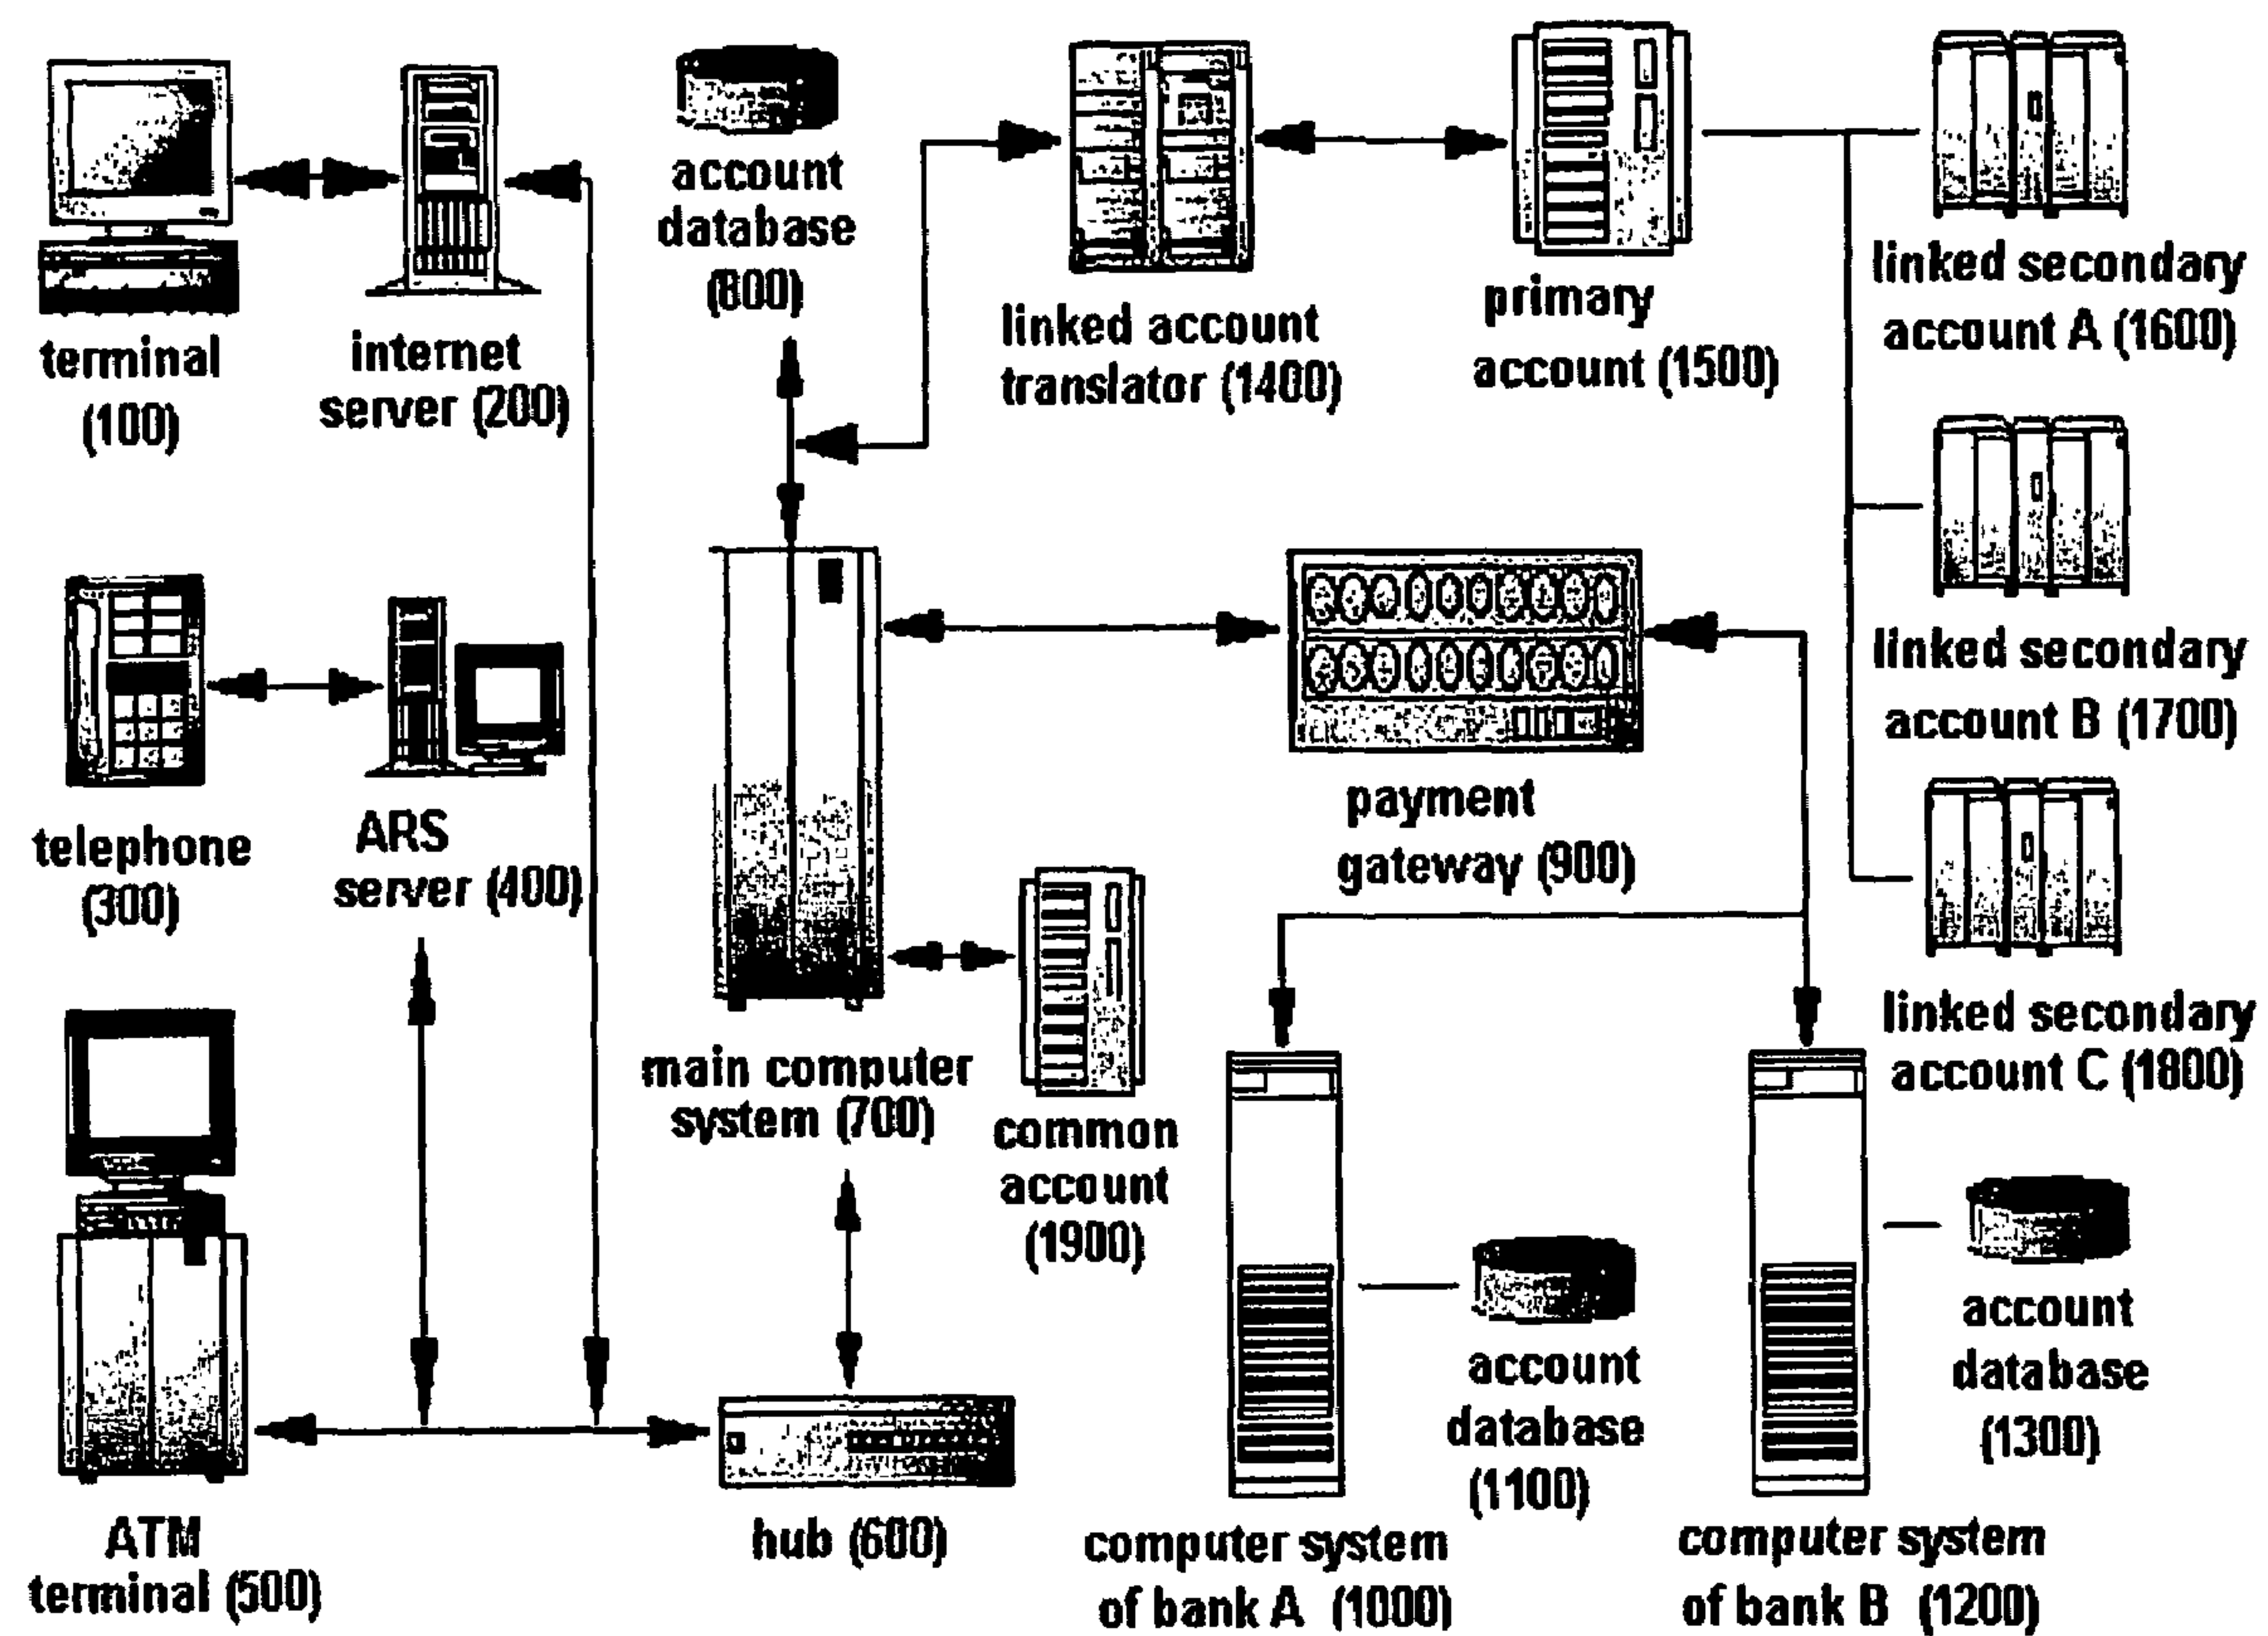 terminal
(100)
internet
server (200)
account
database
(800)
linked account
translator (1400)
primary
account (1500)
linked secondary
account A (1600)
linked secondary
account B (1700)
linked secondary
account C (1800)
telephone
(300)
ARS
server (400)
payment
gateway (900)
main computer
system (700)
common
account
(1900)
ATM
terminal (500)
hub (600)
account
database
(1100)
account
database
(1300)
computer system
of bank A (1000)
computer system
of bank B (1200)